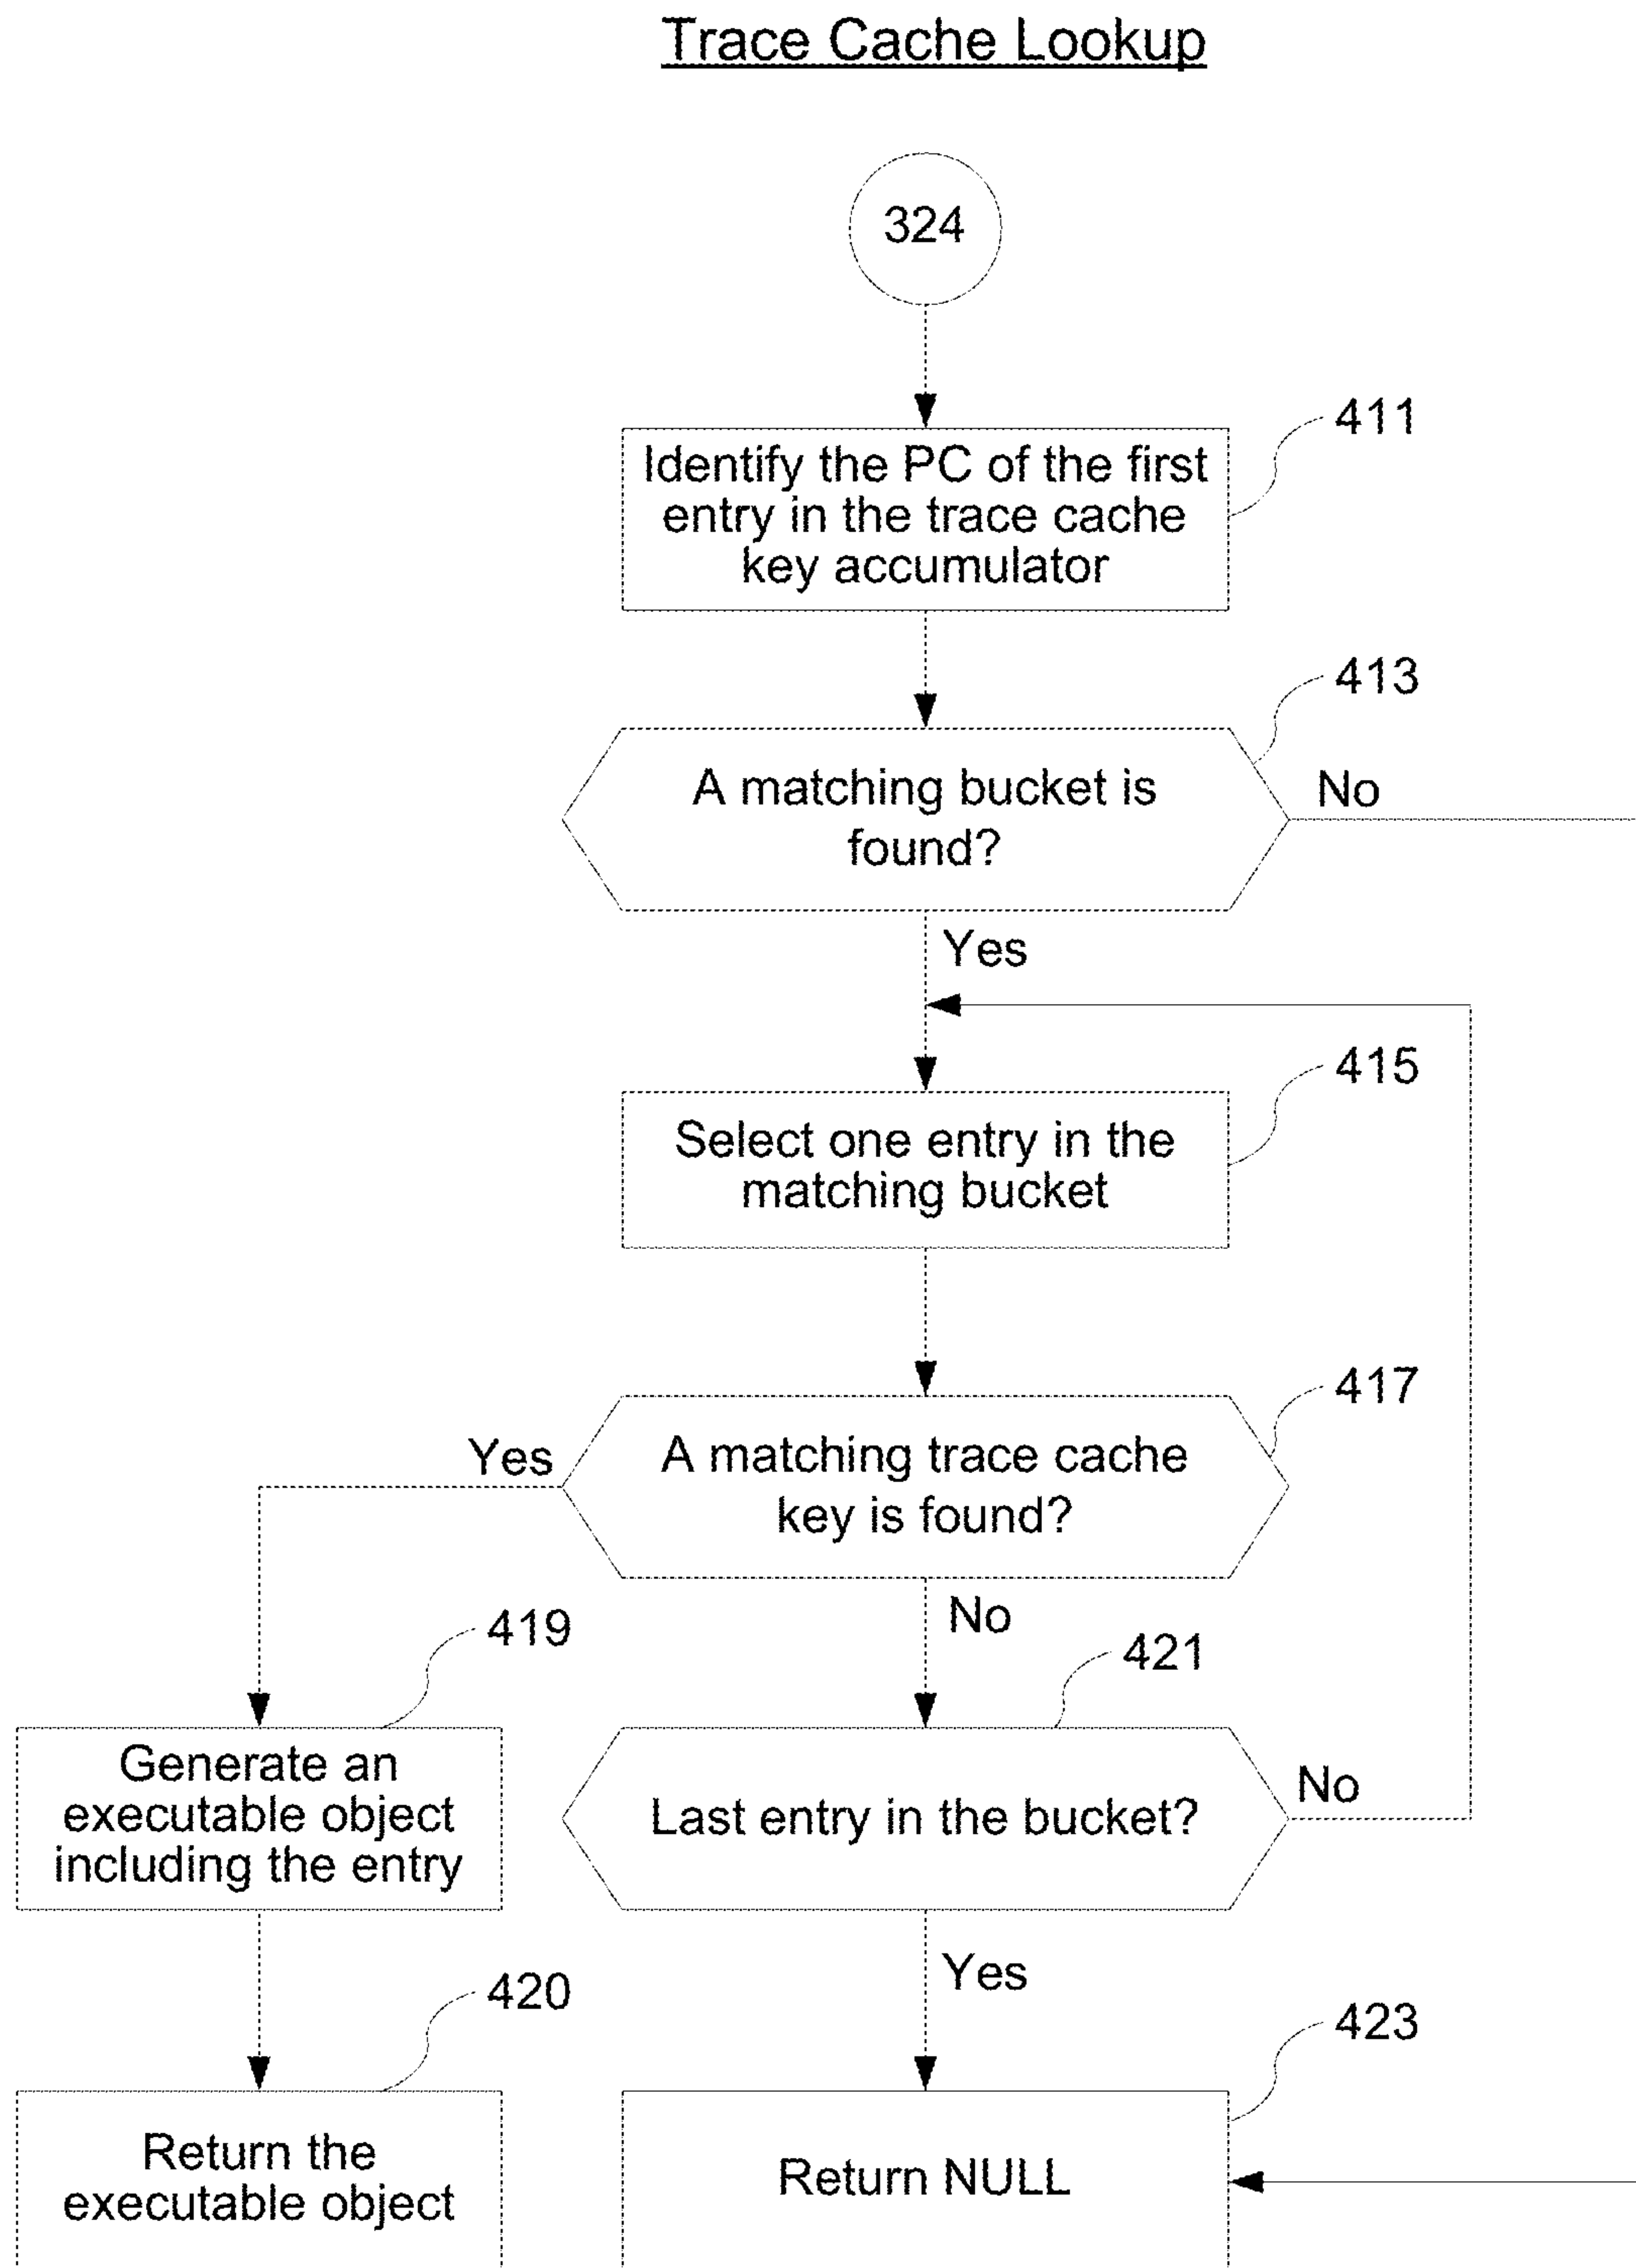 Trace Cache Lookup
324
411
Identify the PC of the first
entry in the trace cache
key accumulator
413
A matching bucket is
found?
No
Yes
415
Select one entry in the
matching bucket
417
A matching trace cache
key is found?
Yes
No
419
421
Generate an
executable object
including the entry
Last entry in the bucket?
No
Yes
420
423
Return the
executable object
Return NULL